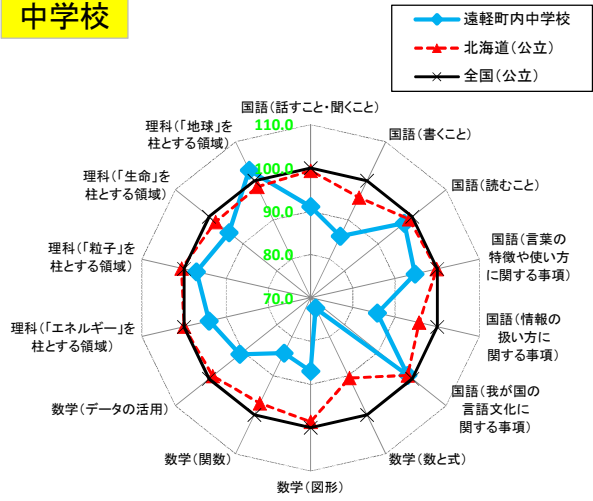 中学校
遠軽町内中学校
北海道(公立)
全国(公立)
国語(話すこと・聞くこと)
国語(書くこと)
国語(読むこと)
国語(言葉の
特徴や使い方
に関する事項)
国語(情報の
扱い方に
関する事項)
国語(我が国の
言語文化に
関する事項)
数学(数と式)
数学(図形)
数学(関数)
数学(データの活用)
理科(「エネルギー」を
柱とする領域)
理科(「粒子」を
柱とする領域)
理科(「生命」を
柱とする領域)
理科(「地球」を
柱とする領域)
110.0
100.0
90.0
80.0
70.0